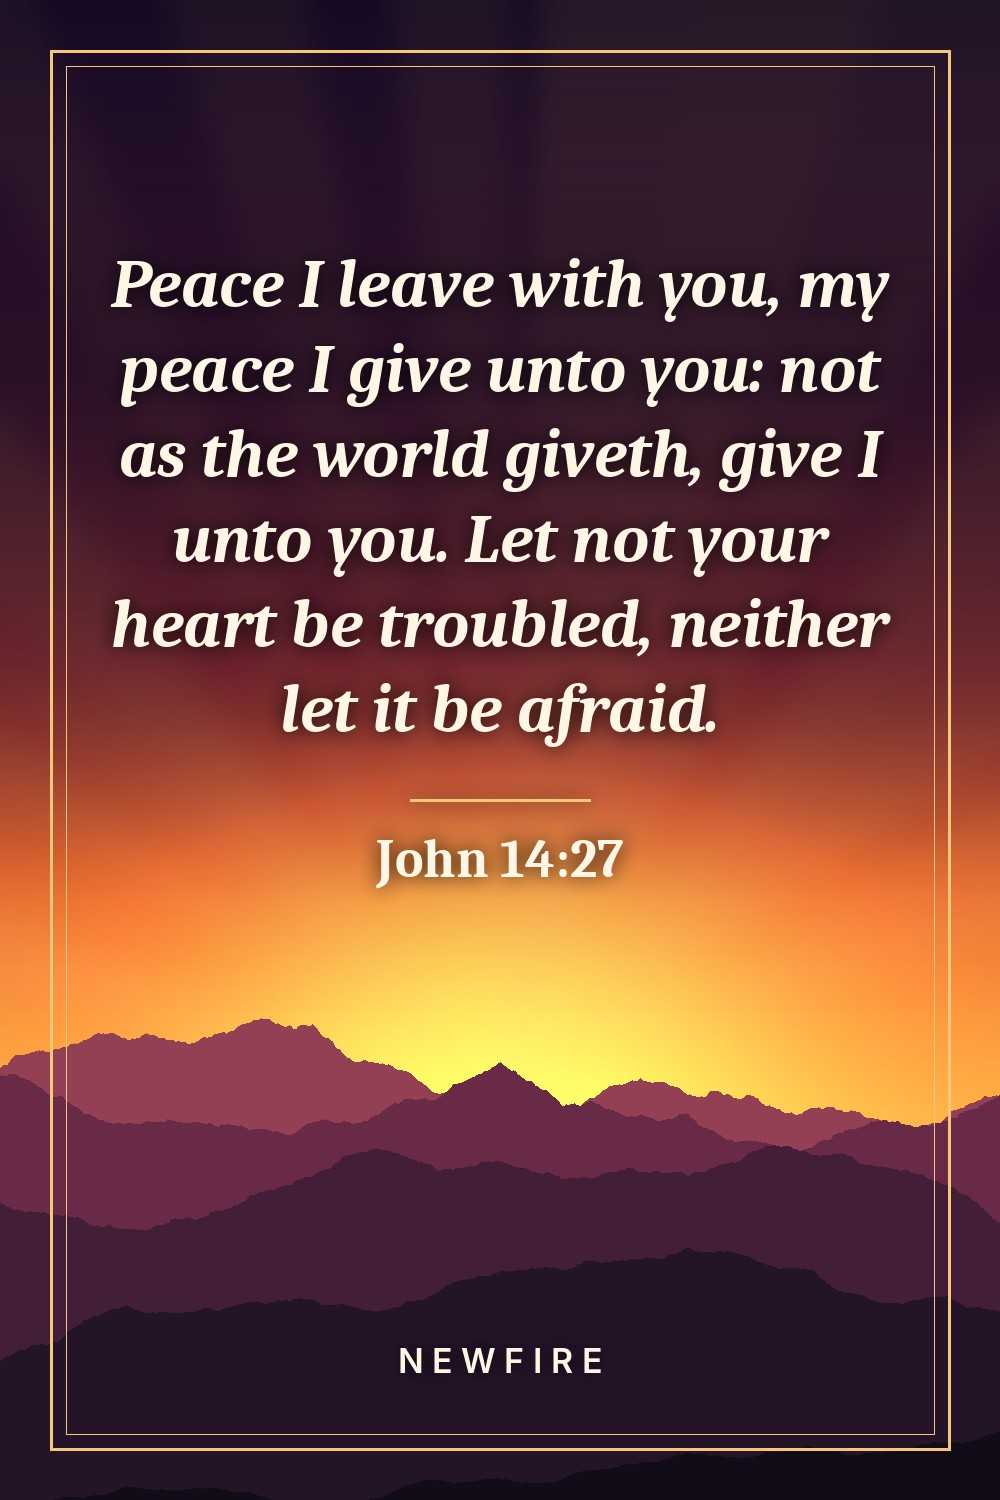 Peace I leave with you, my
peace I give unto you: not
as the world giveth, give I
unto you. Let not your
heart be troubled, neither
let it be afraid.
John 14:27
NEWFIRE